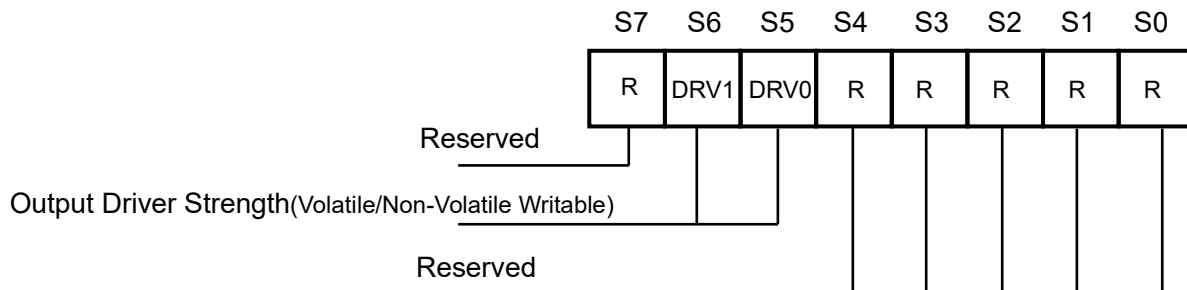 S7 S6 S5 S4 S3 S2 S1 S0
R DRV1 DRV0 R R R R R
Reserved
Output Driver Strength(Volatile/Non-Volatile Writable)
Reserved